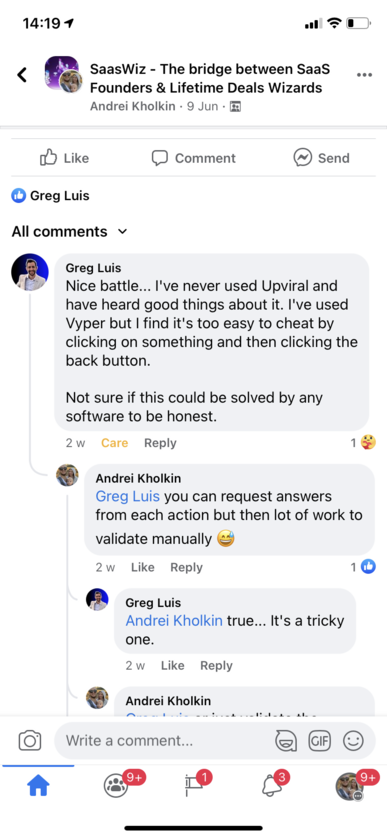 14:19
SaasWiz - The bridge between SaaS
Founders & Lifetime Deals Wizards
Andrei Kholkin · 9 Jun ·
Like
Comment
Send
Greg Luis
All comments
Greg Luis
Nice battle... I've never used Upviral and
have heard good things about it. I've used
Vyper but I find it's too easy to cheat by
clicking on something and then clicking the
back button.
Not sure if this could be solved by any
software to be honest.
2 w Care Reply 1
Andrei Kholkin
Greg Luis you can request answers
from each action but then lot of work to
validate manually 😅
2 w Like Reply 1
Greg Luis
Andrei Kholkin true... It's a tricky
one.
2 w Like Reply
Andrei Kholkin
Greg Luis or just validate the
Write a comment...
GIF
9+
1
3
9+